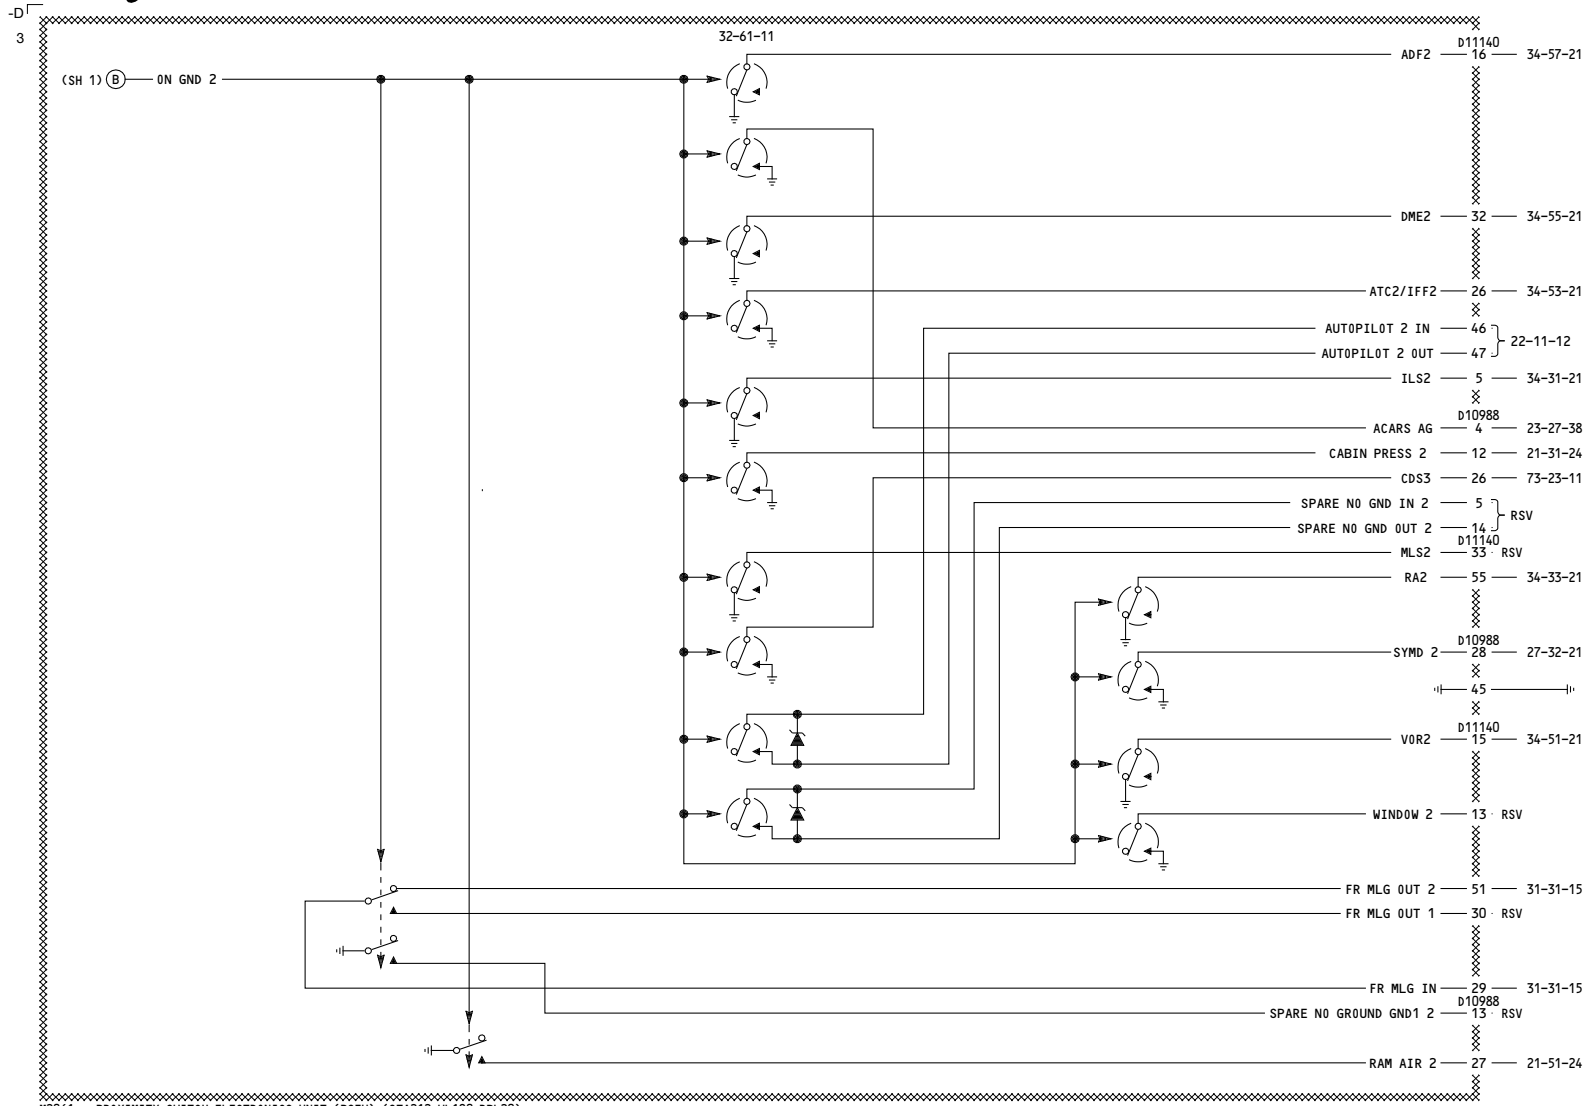 -D
3
32-61-11
(SH 1) B ON GND 2
D11140
ADF2 16 34-57-21
DME2 32 34-55-21
ATC2/IFF2 26 34-53-21
AUTOPILOT 2 IN 46
22-11-12
AUTOPILOT 2 OUT 47
ILS2 5 34-31-21
D10988
ACARS AG 4 23-27-38
CABIN PRESS 2 12 21-31-24
CDS3 26 73-23-11
SPARE NO GND IN 2 5
RSV
SPARE NO GND OUT 2 14
D11140
MLS2 33 RSV
RA2 55 34-33-21
D10988
SYMD 2 28 27-32-21
45
D11140
VOR2 15 34-51-21
WINDOW 2 13 RSV
FR MLG OUT 2 51 31-31-15
FR MLG OUT 1 30 RSV
FR MLG IN 29 31-31-15
D10988
SPARE NO GROUND GND1 2 13 RSV
RAM AIR 2 27 21-51-24